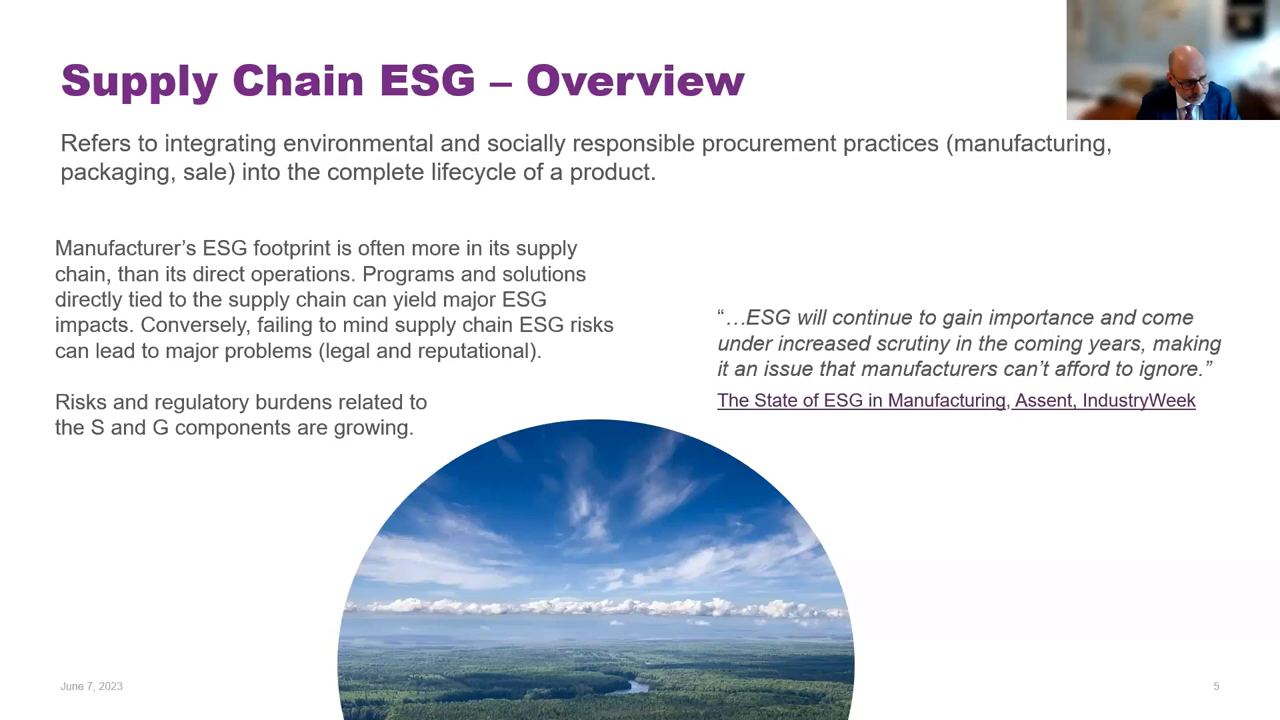 Supply Chain ESG – Overview
Refers to integrating environmental and socially responsible procurement practices (manufacturing,
packaging, sale) into the complete lifecycle of a product.
Manufacturer’s ESG footprint is often more in its supply
chain, than its direct operations. Programs and solutions
directly tied to the supply chain can yield major ESG
impacts. Conversely, failing to mind supply chain ESG risks
can lead to major problems (legal and reputational).
Risks and regulatory burdens related to
the S and G components are growing.
“…ESG will continue to gain importance and come
under increased scrutiny in the coming years, making
it an issue that manufacturers can’t afford to ignore.”
The State of ESG in Manufacturing, Assent, IndustryWeek
June 7, 2023
5